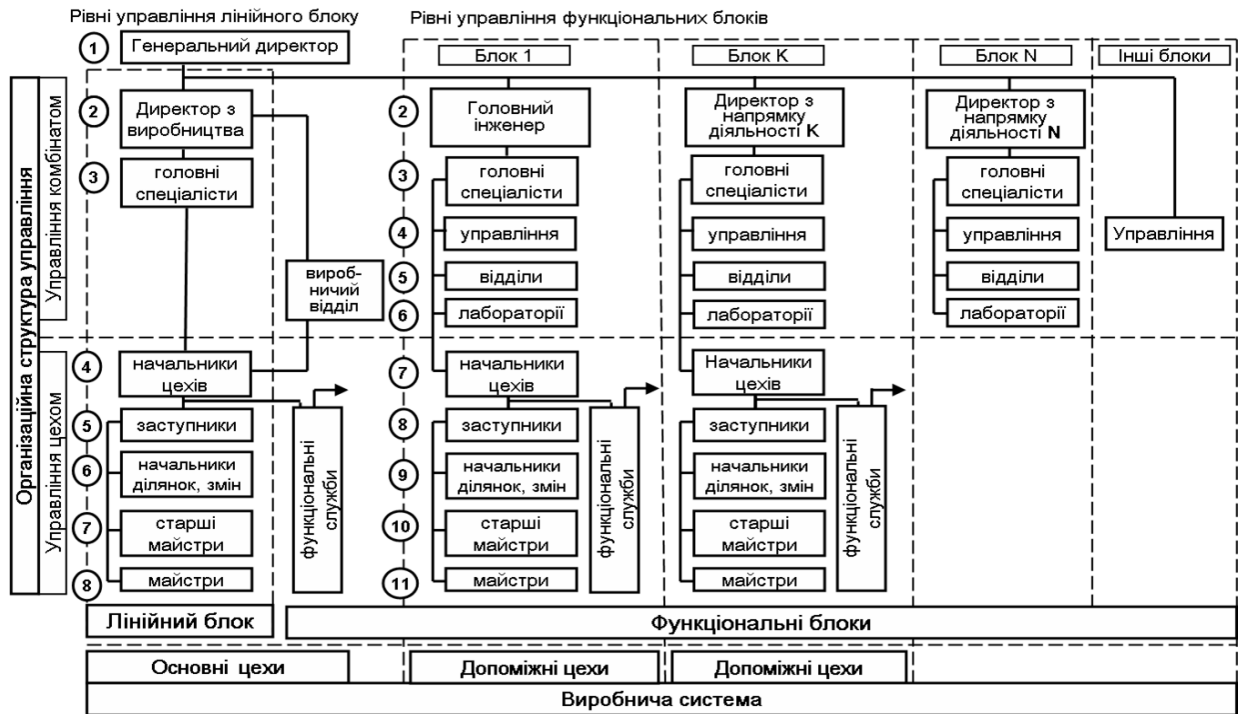 Рівні управління лінійного блоку
Рівні управління функціональних блоків
1
Генеральний директор
Блок 1
Блок K
Блок N
Інші блоки
Організаційна структура управління
Управління комбінатом
2
Директор з
виробництва
2
Головний
інженер
Директор з
напрямку
діяльності K
Директор з
напрямку
діяльності N
3
головні
спеціалісти
3
головні
спеціалісти
головні
спеціалісти
головні
спеціалісти
4
управління
управління
управління
Управління
вироб-
ничий
відділ
5
відділи
відділи
відділи
6
лабораторії
лабораторії
лабораторії
Управління цехом
4
начальники
цехів
7
начальники
цехів
Начальники
цехів
5
заступники
функціональні
служби
8
заступники
функціональні
служби
заступники
функціональні
служби
6
начальники
ділянок, змін
9
начальники
ділянок, змін
начальники
ділянок, змін
7
старші
майстри
10
старші
майстри
старші
майстри
8
майстри
11
майстри
майстри
Лінійний блок
Функціональні блоки
Основні цехи
Допоміжні цехи
Допоміжні цехи
Виробнича система